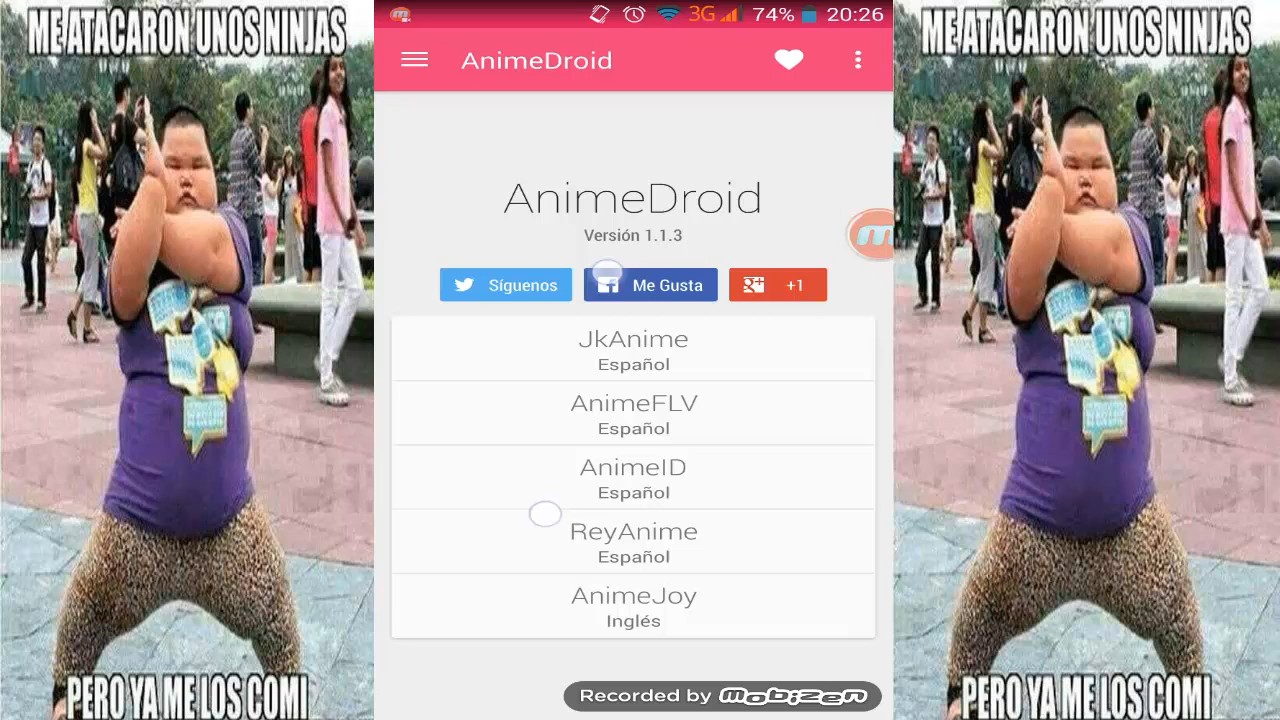 ME ATACARON UNOS NINJAS
PERO YA ME LOS COMI
3G 74% 20:26
AnimeDroid
AnimeDroid
Versión 1.1.3
Síguenos
Me Gusta
+1
JkAnime
Español
AnimeFLV
Español
AnimeID
Español
ReyAnime
Español
AnimeJoy
Inglés
Recorded by mobizen
ME ATACARON UNOS NINJAS
PERO YA ME LOS COMI